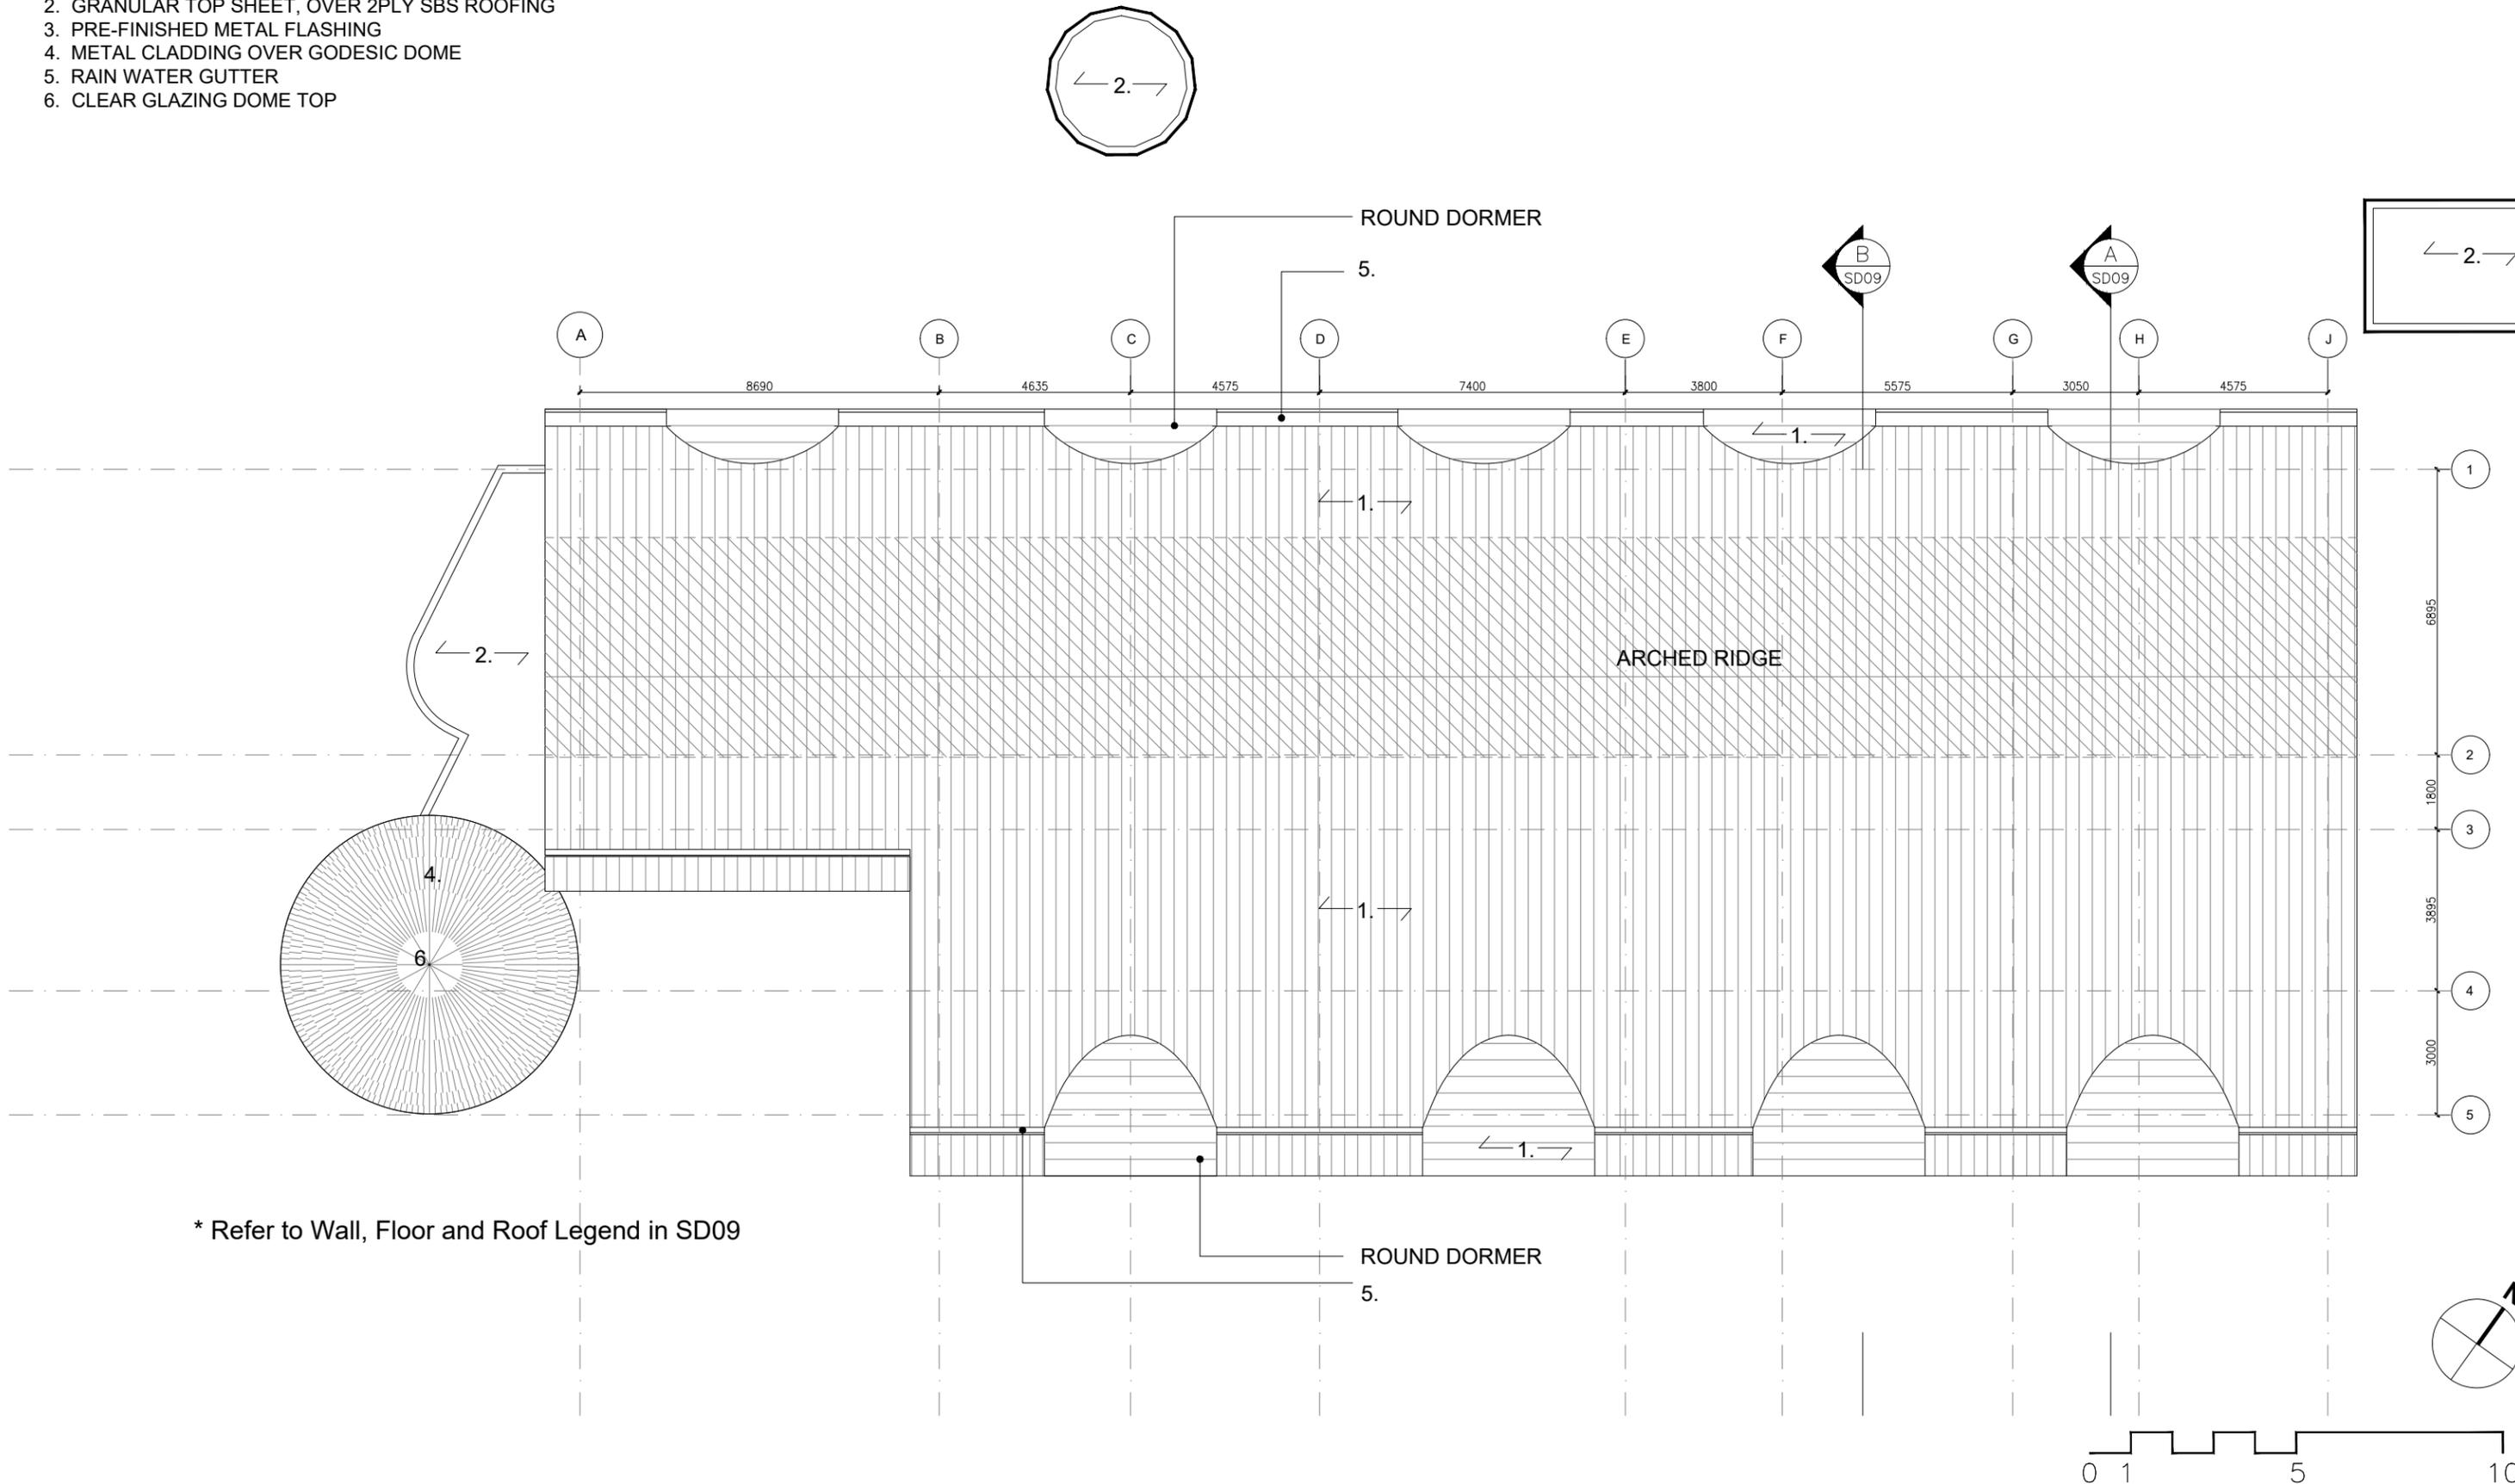 2. GRANULAR TOP SHEET, OVER 2PLY SBS ROOFING
3. PRE-FINISHED METAL FLASHING
4. METAL CLADDING OVER GODESIC DOME
5. RAIN WATER GUTTER
6. CLEAR GLAZING DOME TOP
2.
ROUND DORMER
5.
B
SD09
A
SD09
2.
A
B
C
D
E
F
G
H
J
8690
4635
4575
7400
3800
5575
3050
4575
1.
1
1.
6895
2.
ARCHED RIDGE
2
1800
3
4.
1.
3895
6.
4
3000
5
1.
* Refer to Wall, Floor and Roof Legend in SD09
ROUND DORMER
5.
0 1 5 10